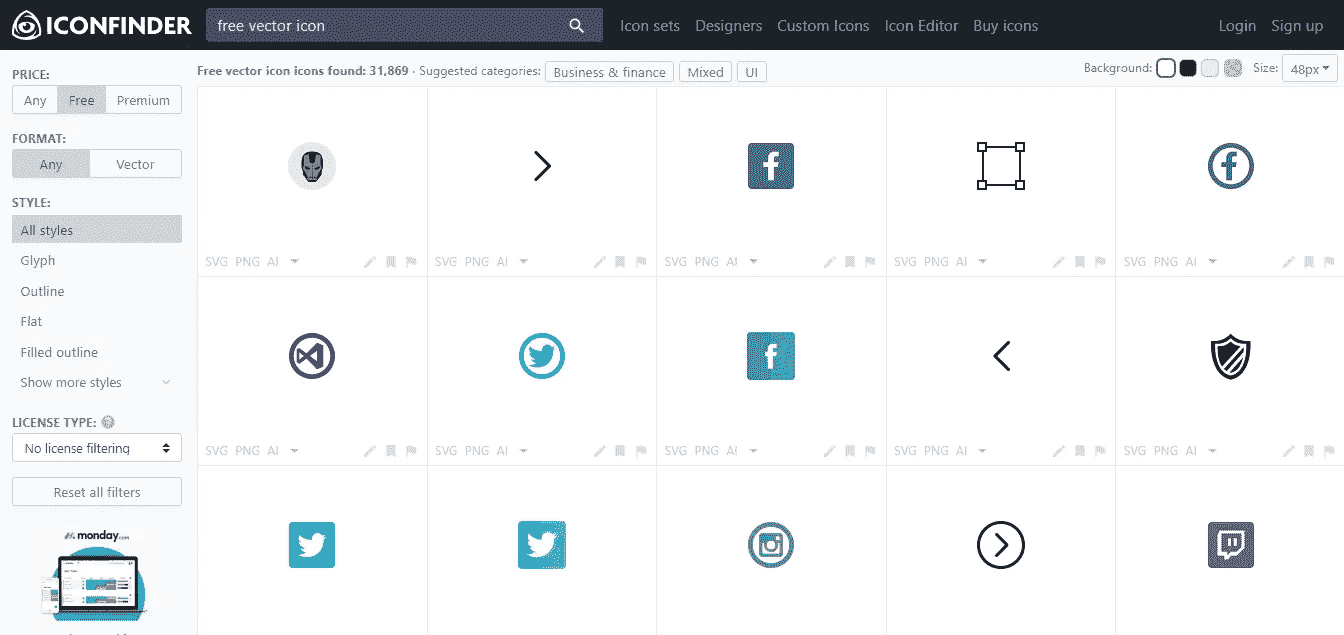 ICONFINDER
free vector icon
Icon sets
Designers
Custom Icons
Icon Editor
Buy icons
Login
Sign up
PRICE:
Any
Free
Premium
FORMAT:
Any
Vector
STYLE:
All styles
Glyph
Outline
Flat
Filled outline
Show more styles
LICENSE TYPE:
No license filtering
Reset all filters
monday.com
Free vector icon icons found: 31,869 · Suggested categories:
Business & finance
Mixed
UI
Background:
Size:
48px
SVG PNG AI
SVG PNG AI
SVG PNG AI
SVG PNG AI
SVG PNG AI
SVG PNG AI
SVG PNG AI
SVG PNG AI
SVG PNG AI
SVG PNG AI